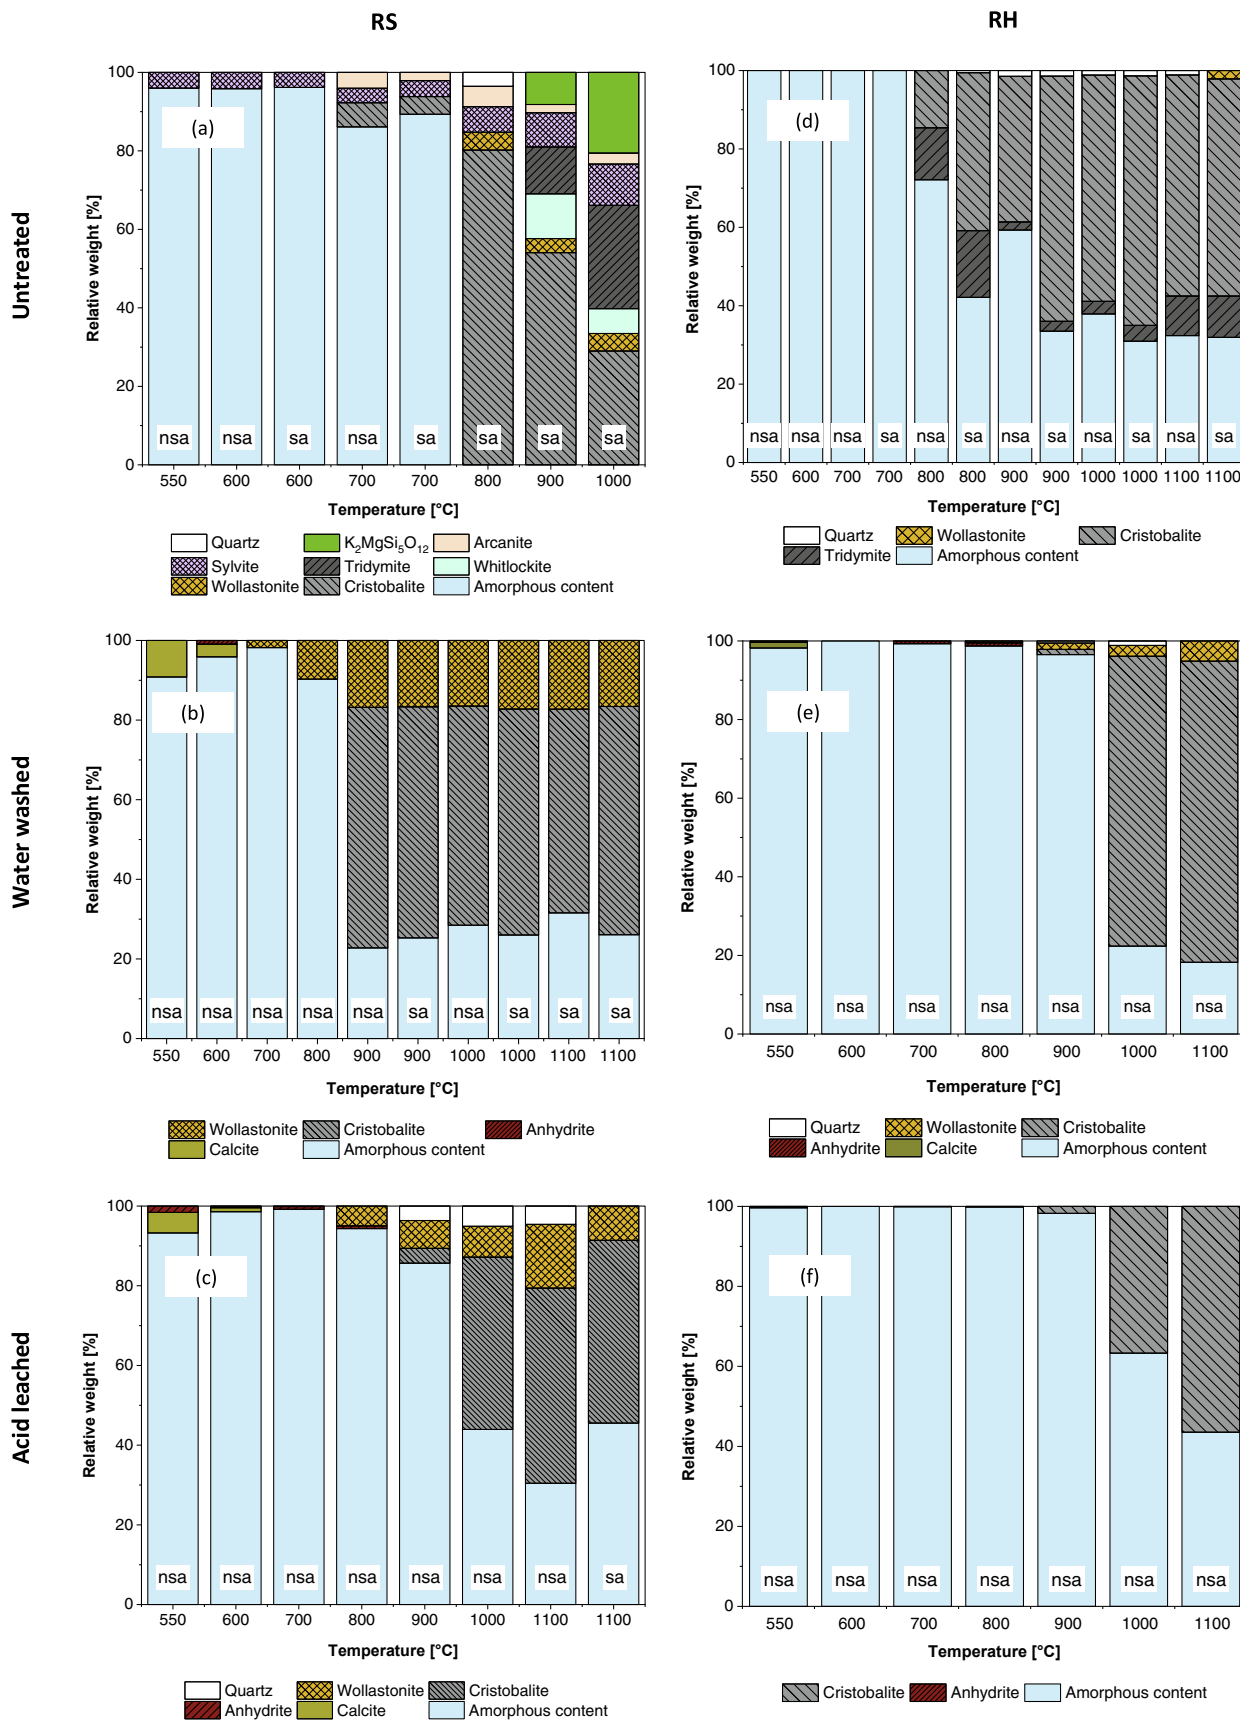 RS
RH
Untreated
Relative weight [%]
100
80
60
40
20
0
(a)
nsa nsa sa nsa sa sa sa sa
550 600 600 700 700 800 900 1000
Temperature [°C]
Quartz K₂MgSi₅O₁₂ Arcanite
Sylvite Tridymite Whitlockite
Wollastonite Cristobalite Amorphous content
Relative weight [%]
100
80
60
40
20
0
(d)
nsa nsa nsa sa nsa sa nsa sa nsa sa nsa sa
550 600 700 700 800 800 900 900 1000 1000 1100 1100
Temperature [°C]
Quartz Wollastonite Cristobalite
Tridymite Amorphous content
Water washed
Relative weight [%]
100
80
60
40
20
0
(b)
nsa nsa nsa nsa nsa sa nsa sa sa sa
550 600 700 800 900 900 1000 1000 1100 1100
Temperature [°C]
Wollastonite Cristobalite Anhydrite
Calcite Amorphous content
Relative weight [%]
100
80
60
40
20
0
(e)
nsa nsa nsa nsa nsa nsa nsa
550 600 700 800 900 1000 1100
Temperature [°C]
Quartz Wollastonite Cristobalite
Anhydrite Calcite Amorphous content
Acid leached
Relative weight [%]
100
80
60
40
20
0
(c)
nsa nsa nsa nsa nsa nsa nsa sa
550 600 700 800 900 1000 1100 1100
Temperature [°C]
Quartz Wollastonite Cristobalite
Anhydrite Calcite Amorphous content
Relative weight [%]
100
80
60
40
20
0
(f)
nsa nsa nsa nsa nsa nsa nsa
550 600 700 800 900 1000 1100
Temperature [°C]
Cristobalite Anhydrite Amorphous content